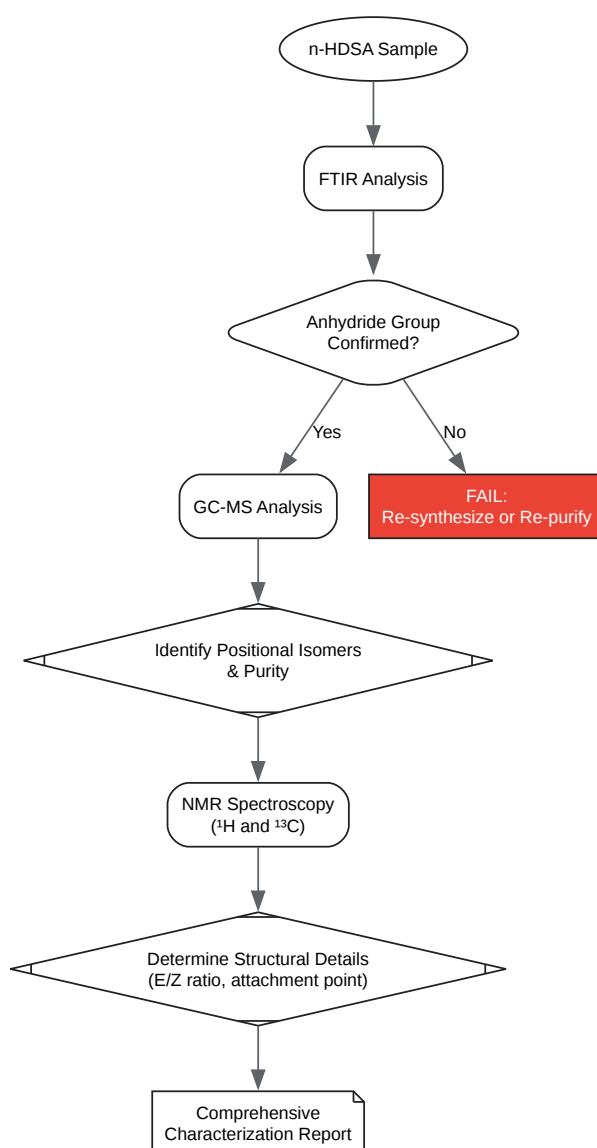 n-HDSA Sample
FTIR Analysis
Anhydride Group
Confirmed?
Yes
No
GC-MS Analysis
FAIL:
Re-synthesize or Re-purify
Identify Positional Isomers
& Purity
NMR Spectroscopy
(¹H and ¹³C)
Determine Structural Details
(E/Z ratio, attachment point)
Comprehensive
Characterization Report